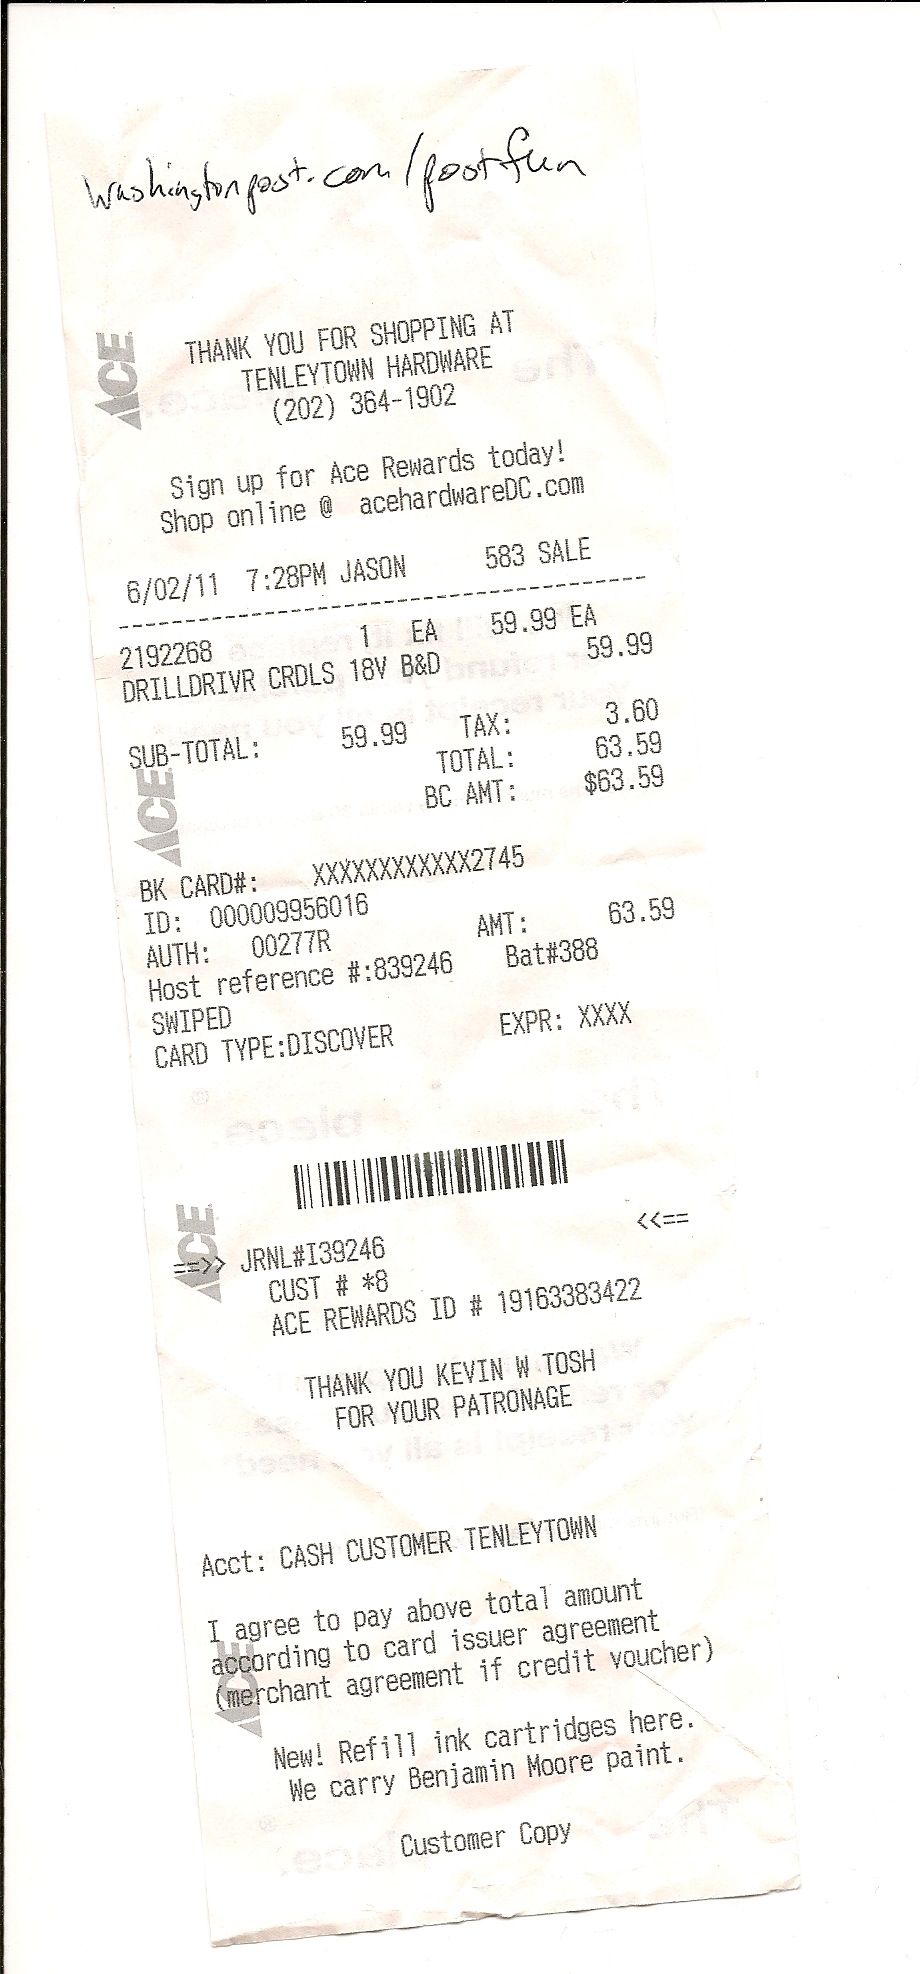 washingtonpost.com/postfun
ACE
THANK YOU FOR SHOPPING AT
TENLEYTOWN HARDWARE
(202) 364-1902
Sign up for Ace Rewards today!
Shop online @ acehardwareDC.com
6/02/11 7:28PM JASON 583 SALE
2192268 1 EA 59.99 EA
DRILLDRIVR CRDLS 18V B&D 59.99
SUB-TOTAL: 59.99 TAX: 3.60
TOTAL: 63.59
BC AMT: $63.59
ACE
BK CARD#: XXXXXXXXXXXX2745
ID: 000009956016
AUTH: 00277R AMT: 63.59
Host reference #:839246 Bat#388
SWIPED
CARD TYPE:DISCOVER EXPR: XXXX
ACE
==>> JRNL#I39246 <<==
CUST # *8
ACE REWARDS ID # 19163383422
THANK YOU KEVIN W TOSH
FOR YOUR PATRONAGE
Acct: CASH CUSTOMER TENLEYTOWN
I agree to pay above total amount
according to card issuer agreement
(merchant agreement if credit voucher)
ACE
New! Refill ink cartridges here.
We carry Benjamin Moore paint.
Customer Copy